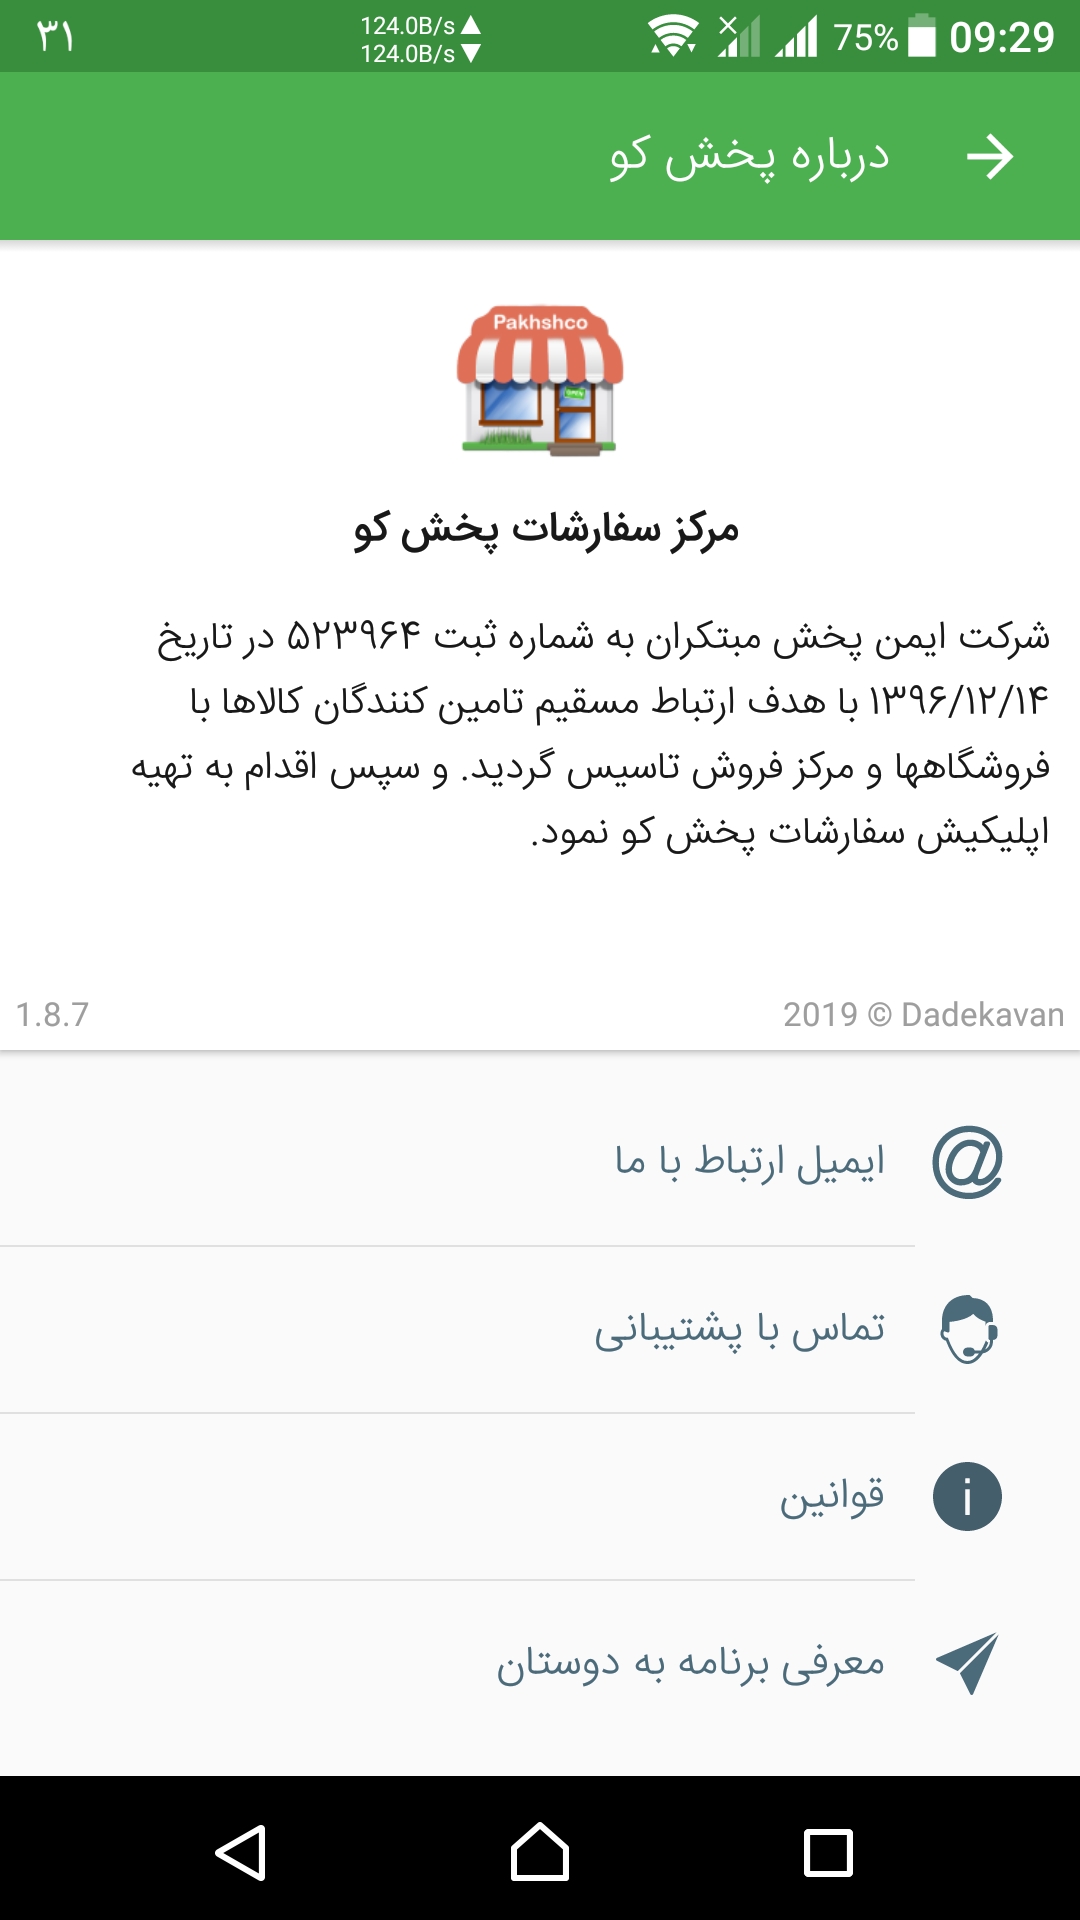 ۳۱
124.0B/s
124.0B/s
75%
09:29
درباره پخش کو
Pakhshco
OPEN
مرکز سفارشات پخش کو
شرکت ایمن پخش مبتکران به شماره ثبت ۵۲۳۹۶۴ در تاریخ
۱۳۹۶/۱۲/۱۴ با هدف ارتباط مسقیم تامین کنندگان کالاها با
فروشگاهها و مرکز فروش تاسیس گردید. و سپس اقدام به تهیه
اپلیکیش سفارشات پخش کو نمود.
2019 © Dadekavan
1.8.7
ایمیل ارتباط با ما
تماس با پشتیبانی
قوانین
معرفی برنامه به دوستان